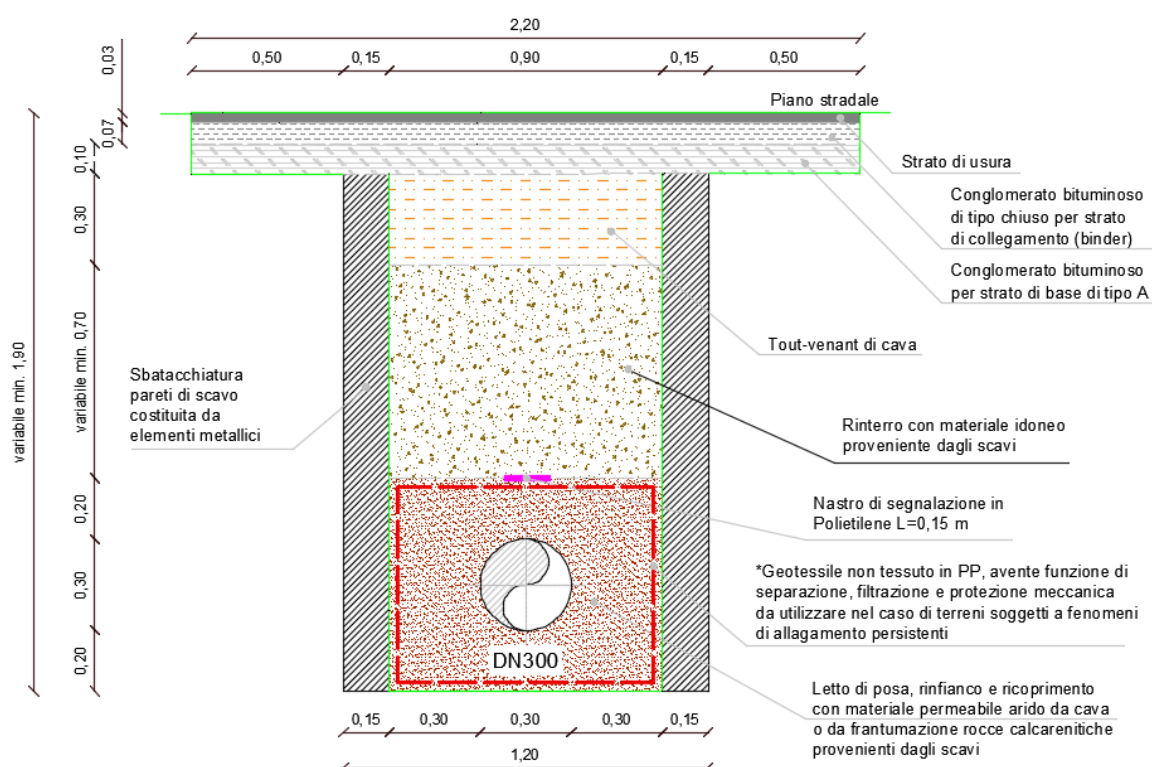 2,20
0,50
0,15
0,90
0,15
0,50
0,03
0,07
0,10
0,30
variabile min. 0,70
0,20
0,30
0,20
variabile min. 1,90
Piano stradale
Strato di usura
Conglomerato bituminoso
di tipo chiuso per strato
di collegamento (binder)
Conglomerato bituminoso
per strato di base di tipo A
Tout-venant di cava
Sbatacchiatura
pareti di scavo
costituita da
elementi metallici
Rinterro con materiale idoneo
proveniente dagli scavi
Nastro di segnalazione in
Polietilene L=0,15 m
*Geotessile non tessuto in PP, avente funzione di
separazione, filtrazione e protezione meccanica
da utilizzare nel caso di terreni soggetti a fenomeni
di allagamento persistenti
DN300
Letto di posa, rinfianco e ricoprimento
con materiale permeabile arido da cava
o da frantumazione rocce calcarenitiche
provenienti dagli scavi
0,15
0,30
0,30
0,30
0,15
1,20